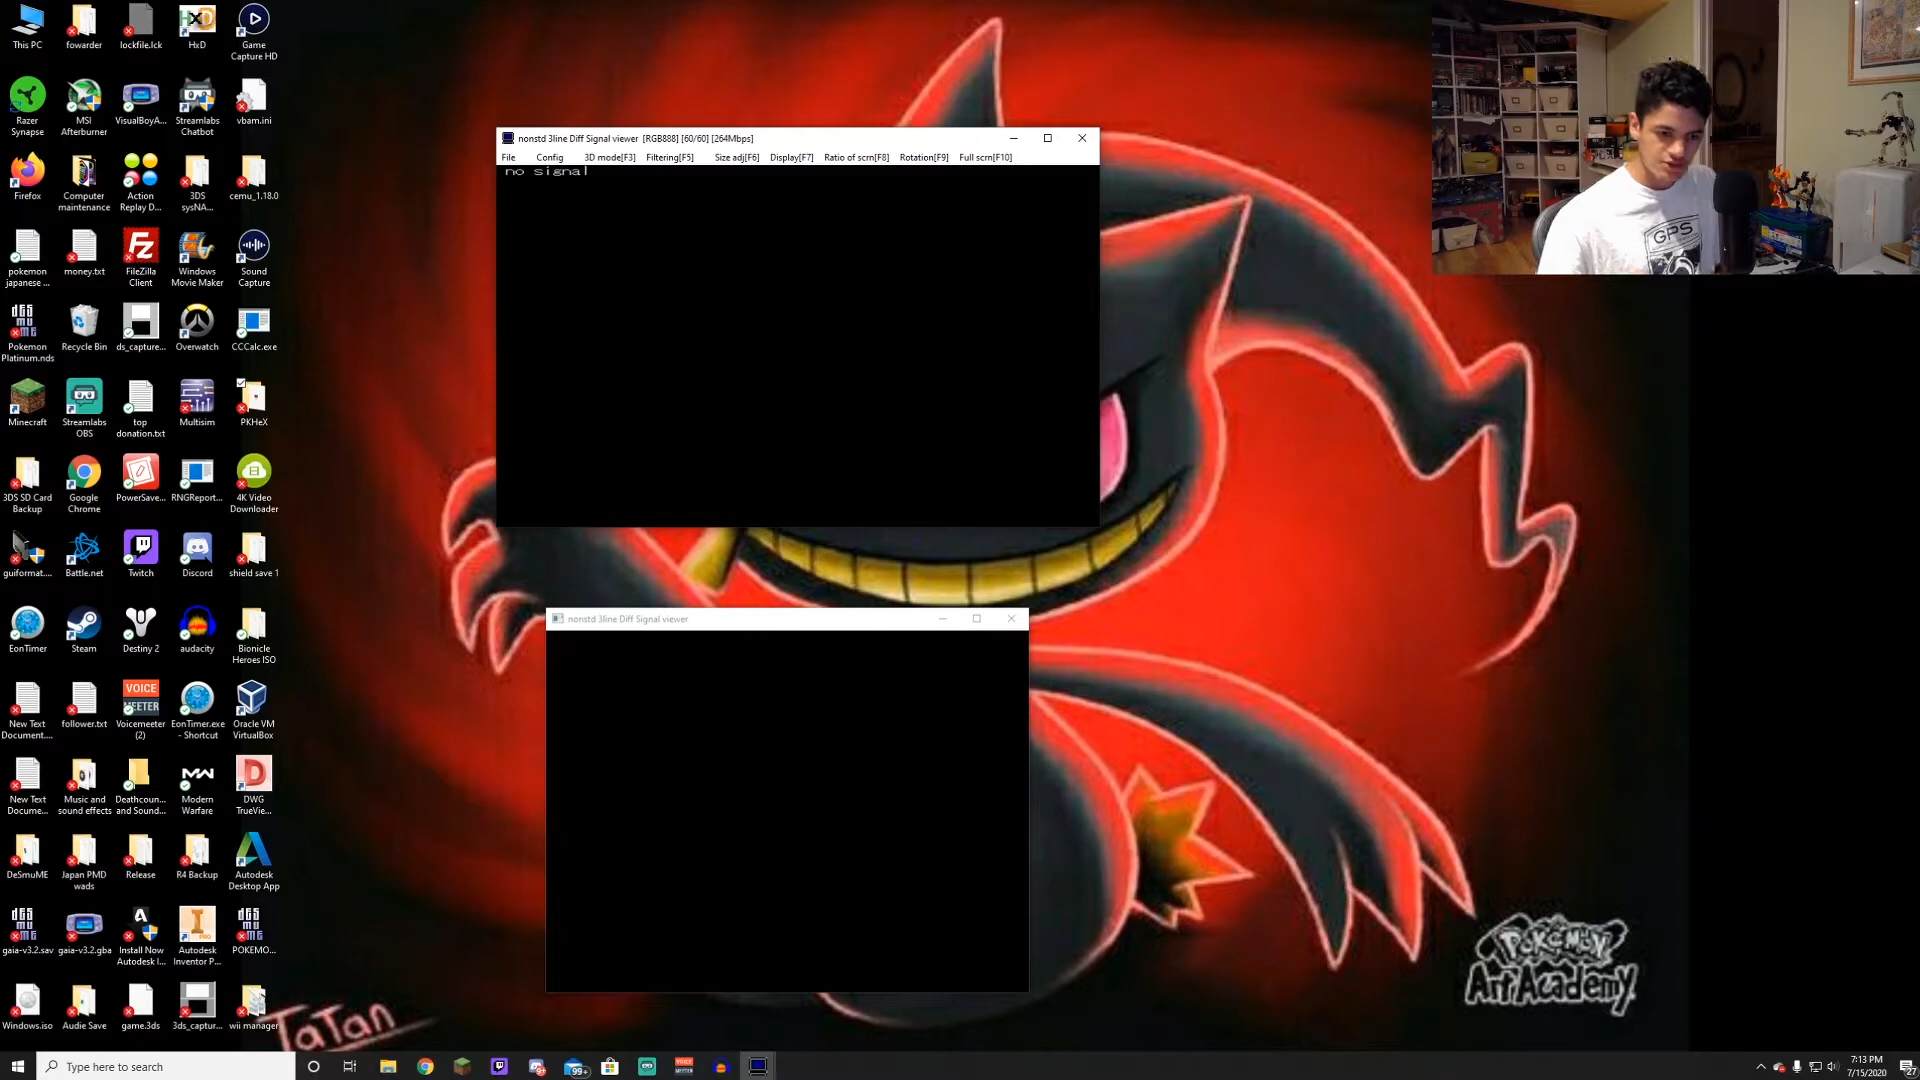 This PC
fowarder
lockfile.lck
HxD
Game
Capture HD
Razer
Synapse
MSI
Afterburner
VisualBoyA...
Streamlabs
Chatbot
vbam.ini
Firefox
Computer
maintenance
Action
Replay D...
3DS
sysNA...
cemu_1.18.0
pokemon
japanese ...
money.txt
FileZilla
Client
Windows
Movie Maker
Sound
Capture
Pokemon
Platinum.nds
Recycle Bin
ds_capture...
Overwatch
CCCalc.exe
Minecraft
Streamlabs
OBS
top
donation.txt
Multisim
PKHeX
3DS SD Card
Backup
Google
Chrome
PowerSave...
RNGReport...
4K Video
Downloader
guiformat....
Battle.net
Twitch
Discord
shield save 1
EonTimer
Steam
Destiny 2
audacity
Bionicle
Heroes ISO
New Text
Document....
follower.txt
VOICE
MEETER
Voicemeeter
(2)
EonTimer.exe
- Shortcut
Oracle VM
VirtualBox
New Text
Docume...
Music and
sound effects
Deathcoun...
and Sound...
Modern
Warfare
DWG
TrueVie...
DeSmuME
Japan PMD
wads
Release
R4 Backup
Autodesk
Desktop App
gaia-v3.2.sav
gaia-v3.2.gba
Install Now
Autodesk I...
Autodesk
Inventor P...
POKEMO...
Windows.iso
Audie Save
game.3ds
3ds_captur...
wii manager
nonstd 3line Diff Signal viewer [RGB888] [60/60] [264Mbps]
File Config 3D mode[F3] Filtering[F5] Size adj[F6] Display[F7] Ratio of scrn[F8] Rotation[F9] Full scrn[F10]
no signal
nonstd 3line Diff Signal viewer
GPS
POKéMON
Art Academy
TaTan
Type here to search
99+
7:13 PM
7/15/2020
27